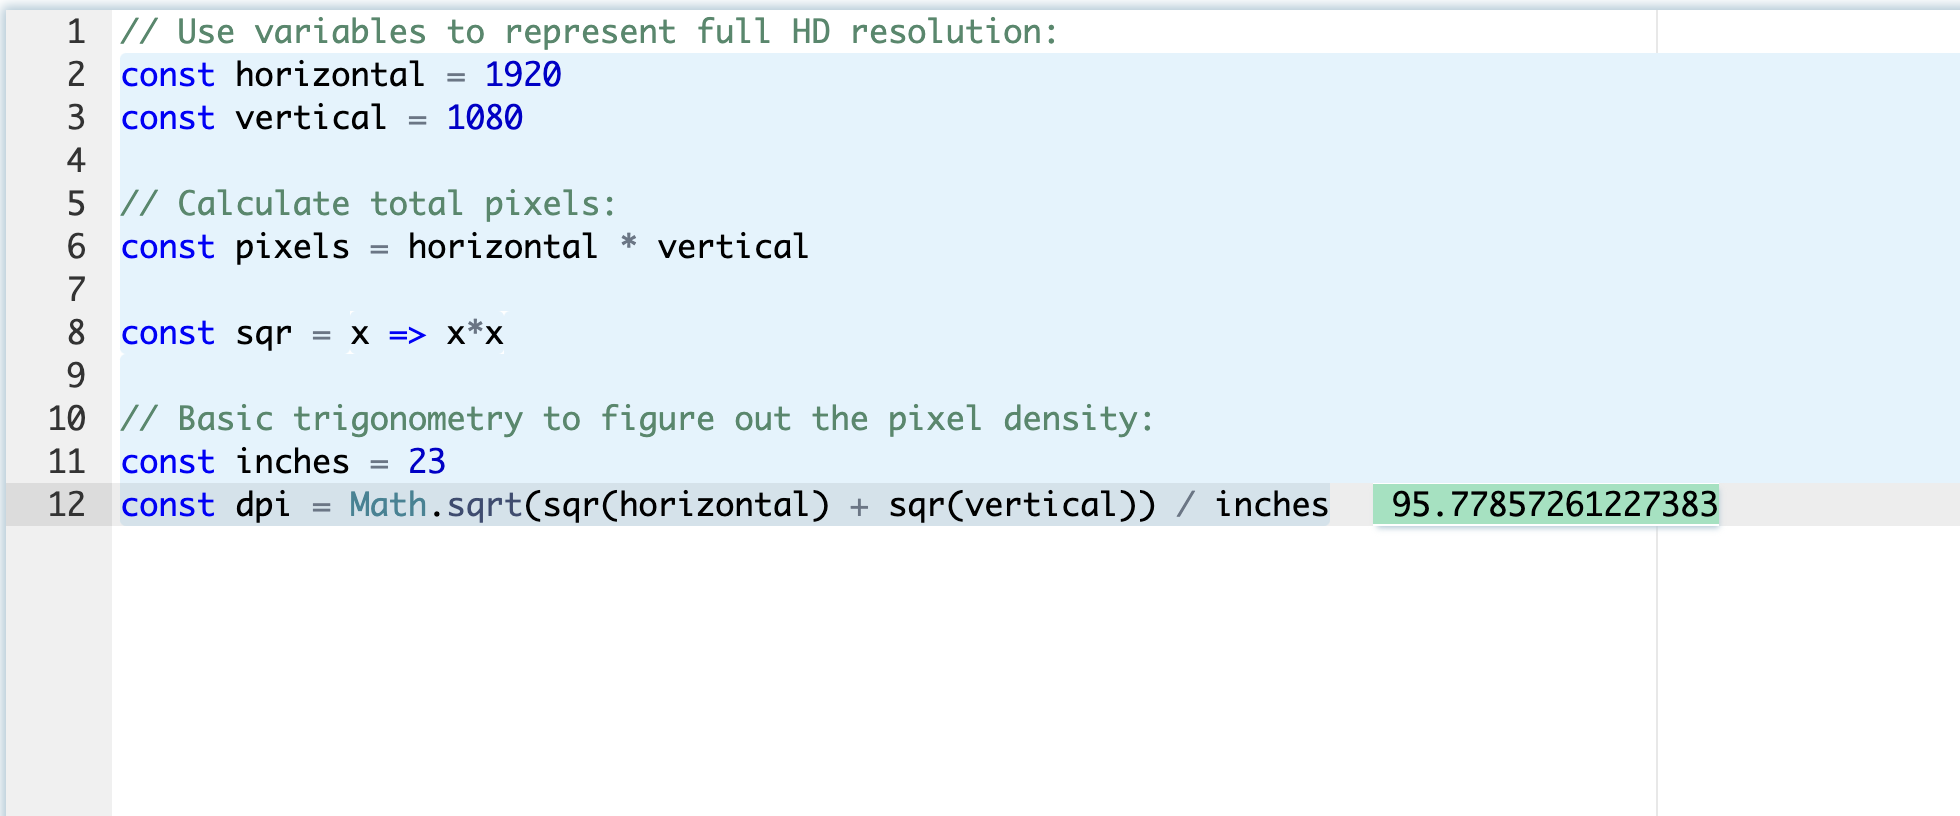 1 // Use variables to represent full HD resolution:
2 const horizontal = 1920
3 const vertical = 1080
4
5 // Calculate total pixels:
6 const pixels = horizontal * vertical
7
8 const sqr = x => x*x
9
10 // Basic trigonometry to figure out the pixel density:
11 const inches = 23
12 const dpi = Math.sqrt(sqr(horizontal) + sqr(vertical)) / inches 95.77857261227383